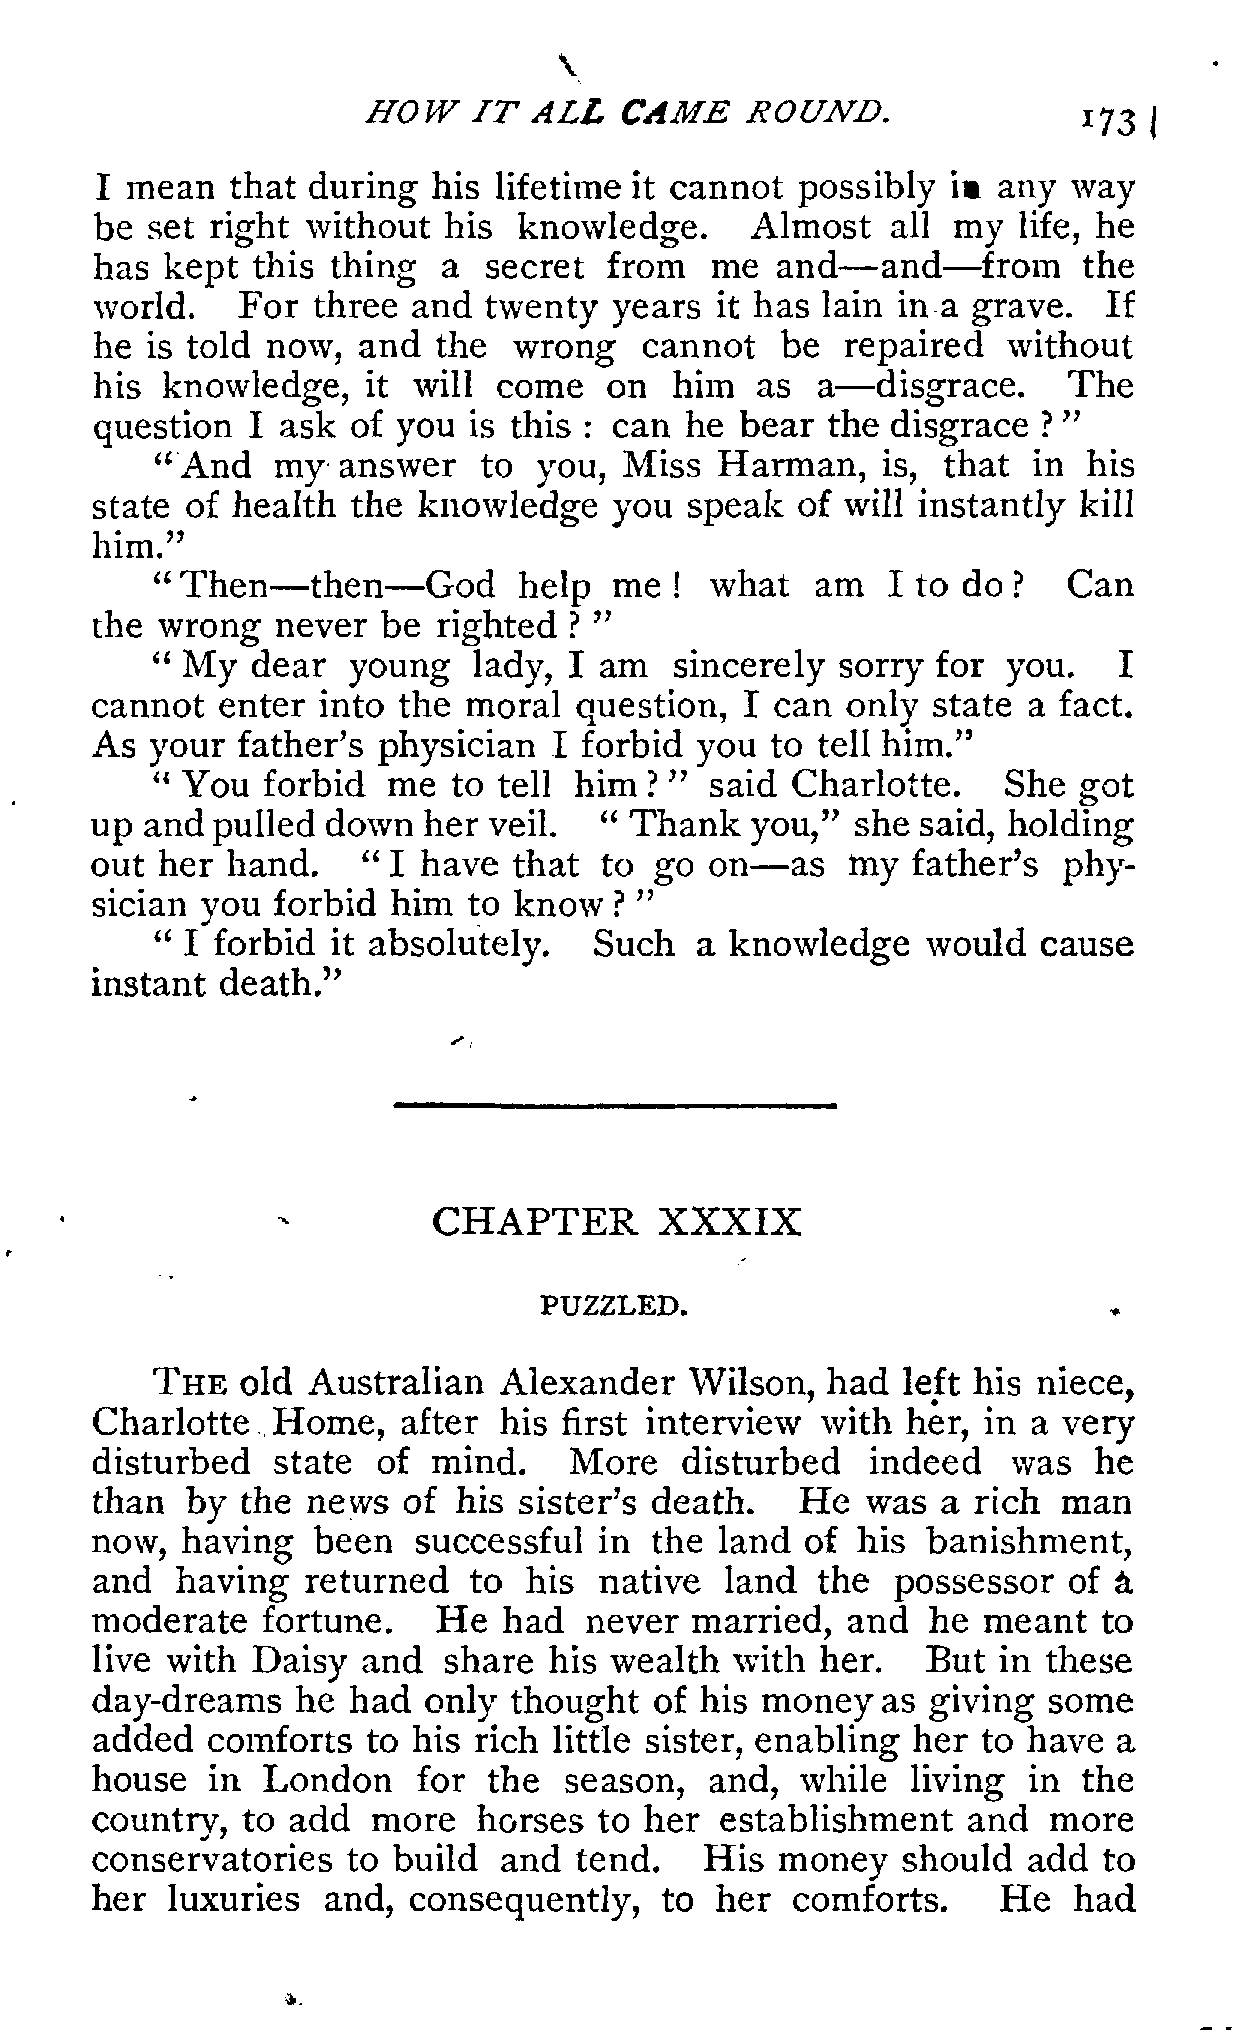 HOW IT ALL CAME ROUND. 173
I mean that during his lifetime it cannot possibly in any way
be set right without his knowledge. Almost all my life, he
has kept this thing a secret from me and—and—from the
world. For three and twenty years it has lain in a grave. If
he is told now, and the wrong cannot be repaired without
his knowledge, it will come on him as a—disgrace. The
question I ask of you is this : can he bear the disgrace ? ”
“ And my answer to you, Miss Harman, is, that in his
state of health the knowledge you speak of will instantly kill
him.”
“ Then—then—God help me ! what am I to do ? Can
the wrong never be righted ? ”
“ My dear young lady, I am sincerely sorry for you. I
cannot enter into the moral question, I can only state a fact.
As your father’s physician I forbid you to tell him.”
“ You forbid me to tell him ? ” said Charlotte. She got
up and pulled down her veil. “ Thank you,” she said, holding
out her hand. “ I have that to go on—as my father’s phy-
sician you forbid him to know ? ”
“ I forbid it absolutely. Such a knowledge would cause
instant death.”
CHAPTER XXXIX
PUZZLED.
THE old Australian Alexander Wilson, had left his niece,
Charlotte Home, after his first interview with her, in a very
disturbed state of mind. More disturbed indeed was he
than by the news of his sister’s death. He was a rich man
now, having been successful in the land of his banishment,
and having returned to his native land the possessor of a
moderate fortune. He had never married, and he meant to
live with Daisy and share his wealth with her. But in these
day-dreams he had only thought of his money as giving some
added comforts to his rich little sister, enabling her to have a
house in London for the season, and, while living in the
country, to add more horses to her establishment and more
conservatories to build and tend. His money should add to
her luxuries and, consequently, to her comforts. He had